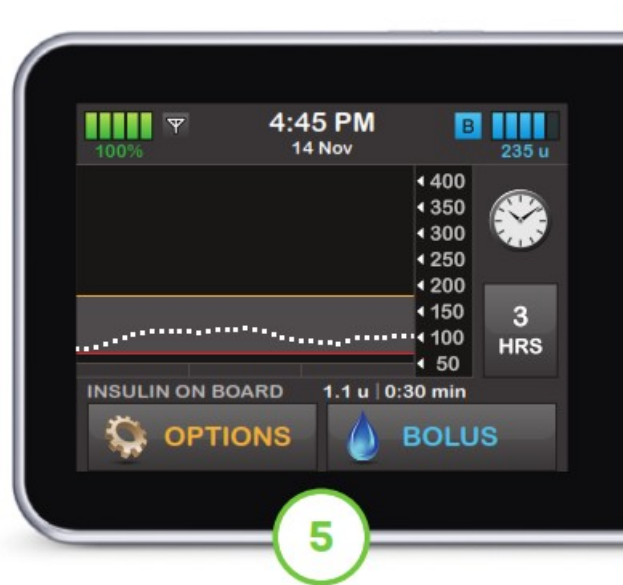 4:45 PM
B
100%
14 Nov
235 u
400
350
300
250
200
150
100
50
3
HRS
INSULIN ON BOARD 1.1 u | 0:30 min
OPTIONS
BOLUS
5